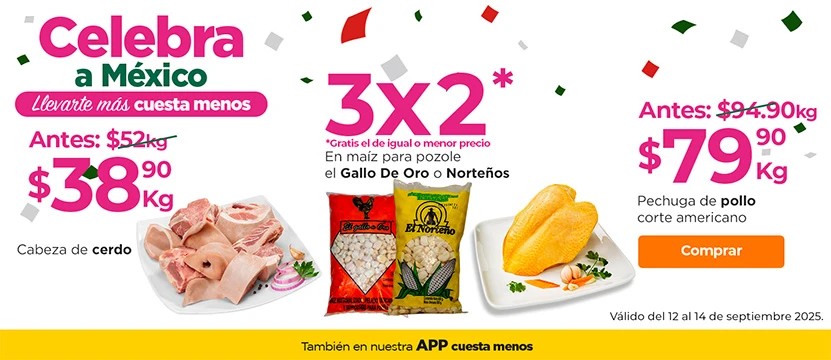 Celebra
a México
Llevarte más cuesta menos
Antes: $52kg
$38.90 Kg
Cabeza de cerdo
3x2*
*Gratis el de igual o menor precio
En maíz para pozole
el Gallo De Oro o Norteños
El gallo de Oro
El Norteño
Antes: $94.90kg
$79.90 Kg
Pechuga de pollo
corte americano
Comprar
Válido del 12 al 14 de septiembre 2025.
También en nuestra APP cuesta menos